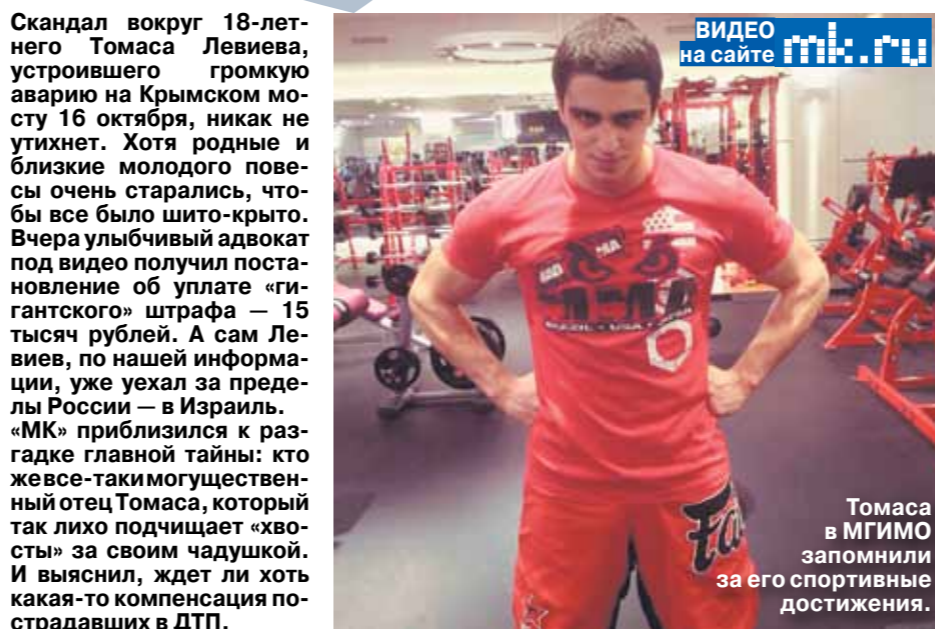 Скандал вокруг 18-лет-
него Томаса Левиева,
устроившего громкую
аварию на Крымском мо-
сту 16 октября, никак не
утихнет. Хотя родные и
близкие молодого пове-
сы очень старались, что-
бы все было шито-крыто.
Вчера улыбчивый адвокат
под видео получил поста-
новление об уплате «ги-
гантского» штрафа — 15
тысяч рублей. А сам Ле-
виев, по нашей информа-
ции, уже уехал за преде-
лы России — в Израиль.
«МК» приблизился к раз-
гадке главной тайны: кто
же все-таки могуществен-
ный отец Томаса, который
так лихо подчищает «хво-
сты» за своим чадушкой.
И выяснил, ждет ли хоть
какая-то компенсация по-
страдавших в ДТП.
ВИДЕО
на сайте mk.ru
BRAZIL • USA •
Томаса
в МГИМО
запомнили
за его спортивные
достижения.